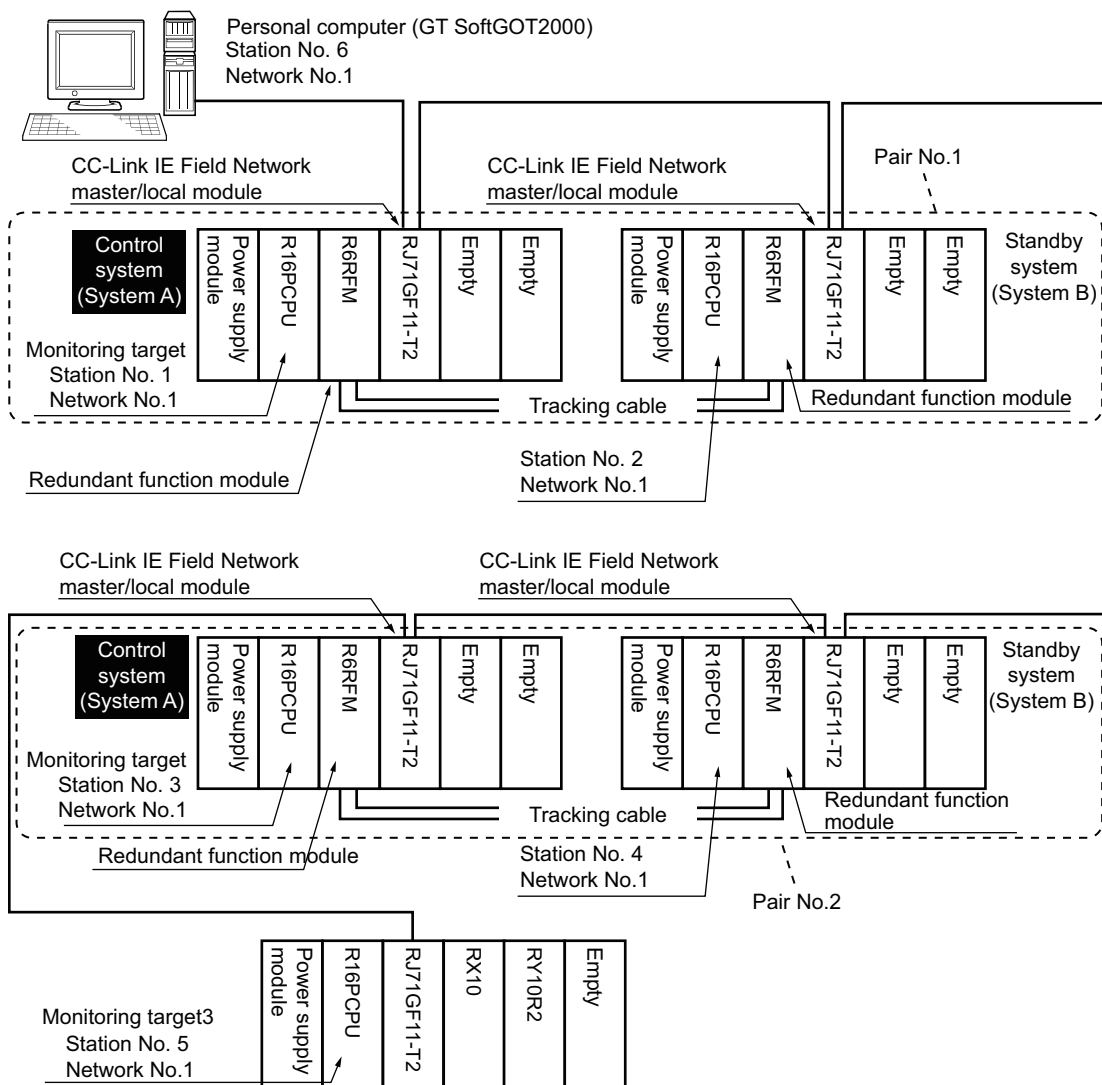 Personal computer (GT SoftGOT2000)
Station No. 6
Network No.1
CC-Link IE Field Network
master/local module
CC-Link IE Field Network
master/local module
Pair No.1
Control
system
(System A)
Power supply
module
R16PCPU
R6RFM
RJ71GF11-T2
Empty
Empty
Power supply
module
R16PCPU
R6RFM
RJ71GF11-T2
Empty
Empty
Standby
system
(System B)
Monitoring target
Station No. 1
Network No.1
Tracking cable
Redundant function module
Redundant function module
Station No. 2
Network No.1
CC-Link IE Field Network
master/local module
CC-Link IE Field Network
master/local module
Control
system
(System A)
Power supply
module
R16PCPU
R6RFM
RJ71GF11-T2
Empty
Empty
Power supply
module
R16PCPU
R6RFM
RJ71GF11-T2
Empty
Empty
Standby
system
(System B)
Monitoring target
Station No. 3
Network No.1
Tracking cable
Redundant function
module
Redundant function module
Station No. 4
Network No.1
Pair No.2
Power supply
module
R16PCPU
RJ71GF11-T2
RX10
RY10R2
Empty
Monitoring target3
Station No. 5
Network No.1